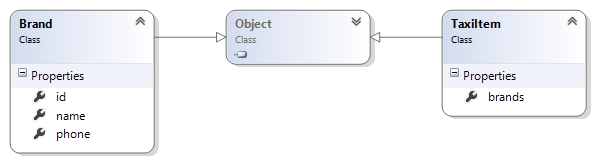 Brand
Class
Properties
id
name
phone
Object
Class
TaxiItem
Class
Properties
brands